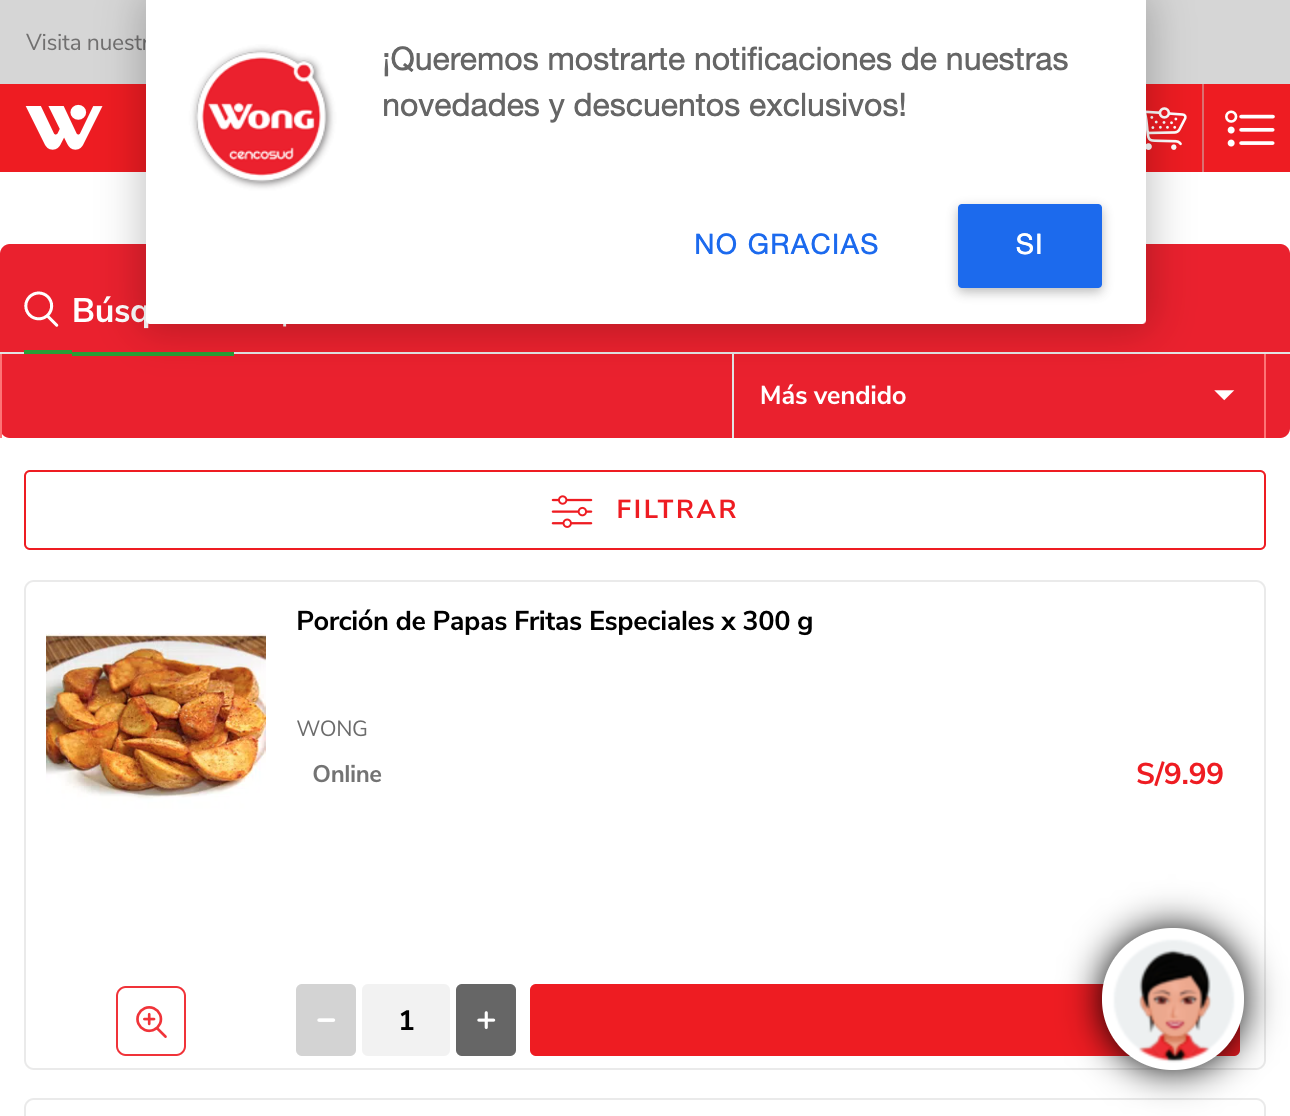 Visita nuestr
¡Queremos mostrarte notificaciones de nuestras
novedades y descuentos exclusivos!
Wong
cencosud
W
NO GRACIAS
SI
Búsq
Más vendido
FILTRAR
Porción de Papas Fritas Especiales x 300 g
WONG
Online
S/9.99
− 1 +